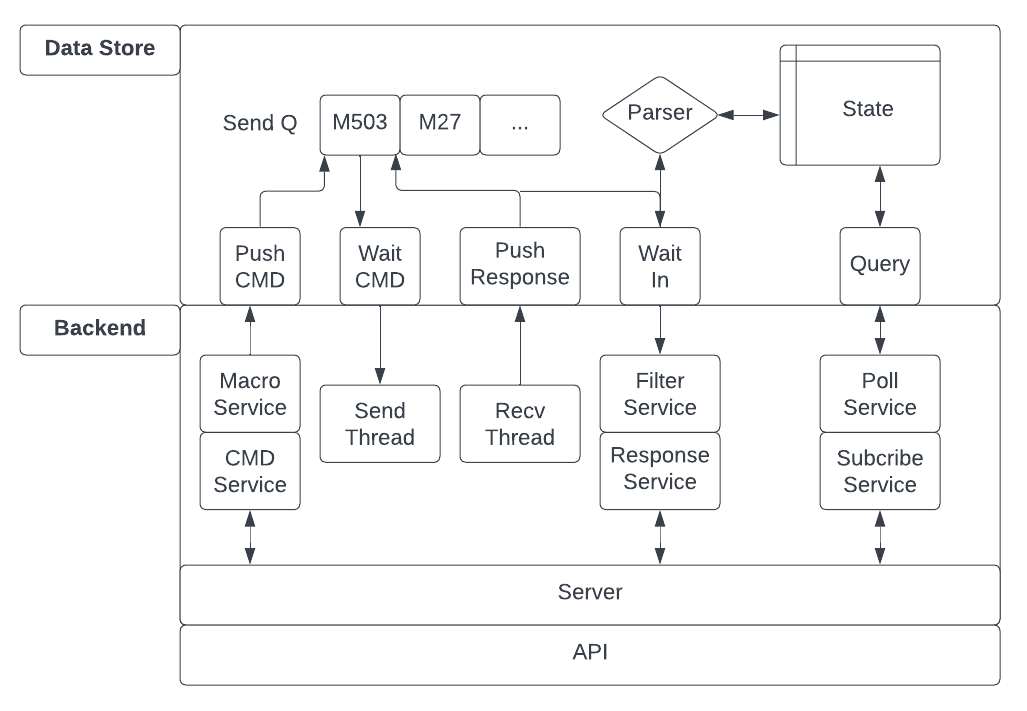 Data Store
Send Q
M503
M27
...
Parser
State
Push
CMD
Wait
CMD
Push
Response
Wait
In
Query
Backend
Macro
Service
CMD
Service
Send
Thread
Recv
Thread
Filter
Service
Response
Service
Poll
Service
Subcribe
Service
Server
API